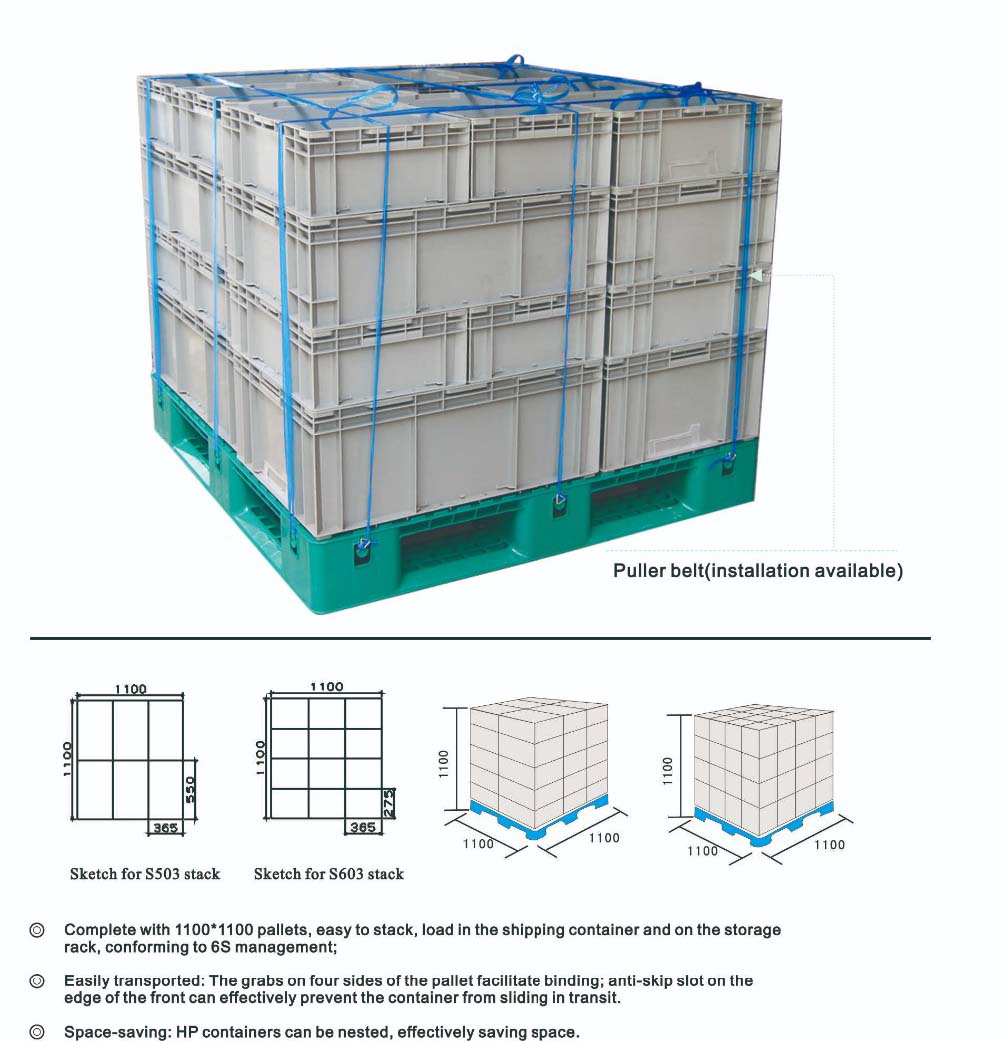 Puller belt(installation available)
1100
1100
550
365
Sketch for S503 stack
1100
1100
275
365
Sketch for S603 stack
1100
1100
1100
1100
1100
1100
Complete with 1100*1100 pallets, easy to stack, load in the shipping container and on the storage
rack, conforming to 6S management;
Easily transported: The grabs on four sides of the pallet facilitate binding; anti-skip slot on the
edge of the front can effectively prevent the container from sliding in transit.
Space-saving: HP containers can be nested, effectively saving space.